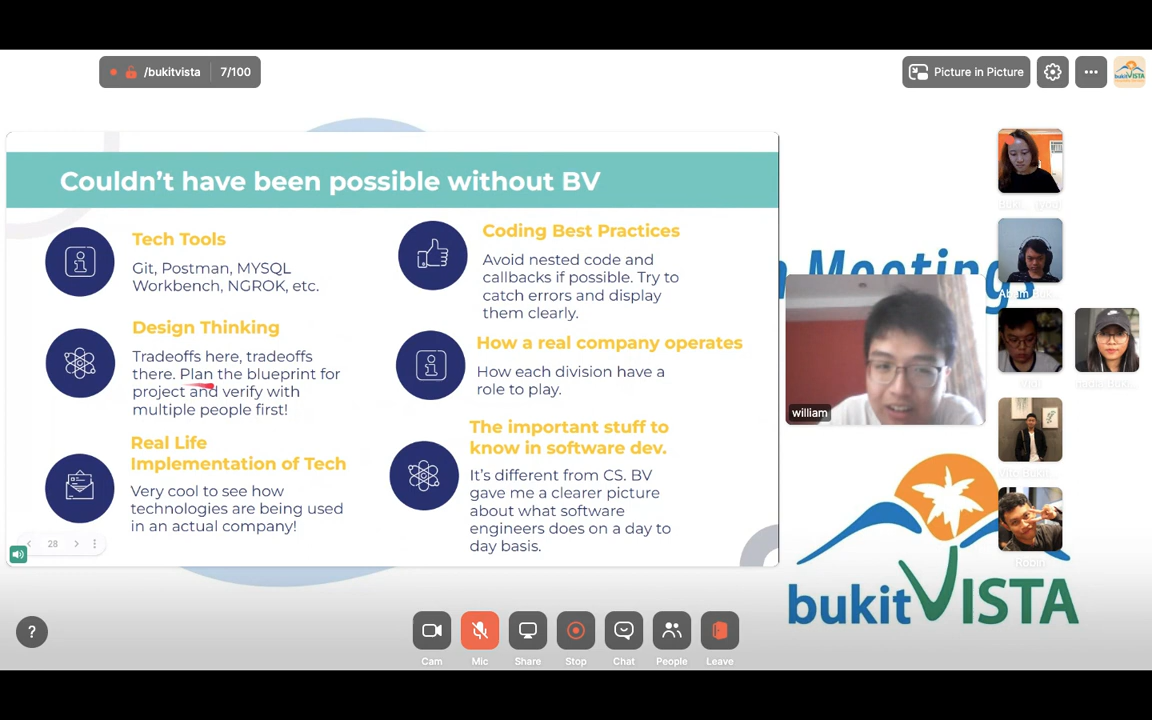 /bukitvista
7/100
Picture in Picture
Couldn't have been possible without BV
Tech Tools
Git, Postman, MYSQL
Workbench, NGROK, etc.
Design Thinking
Tradeoffs here, tradeoffs
there. Plan the blueprint for
project and verify with
multiple people first!
Real Life
Implementation of Tech
Very cool to see how
technologies are being used
in an actual company!
Coding Best Practices
Avoid nested code and
callbacks if possible. Try to
catch errors and display
them clearly.
How a real company operates
How each division have a
role to play.
The important stuff to
know in software dev.
It's different from CS. BV
gave me a clearer picture
about what software
engineers does on a day to
day basis.
28
william
Robin
bukitVISTA
?
Cam
Mic
Share
Stop
Chat
People
Leave